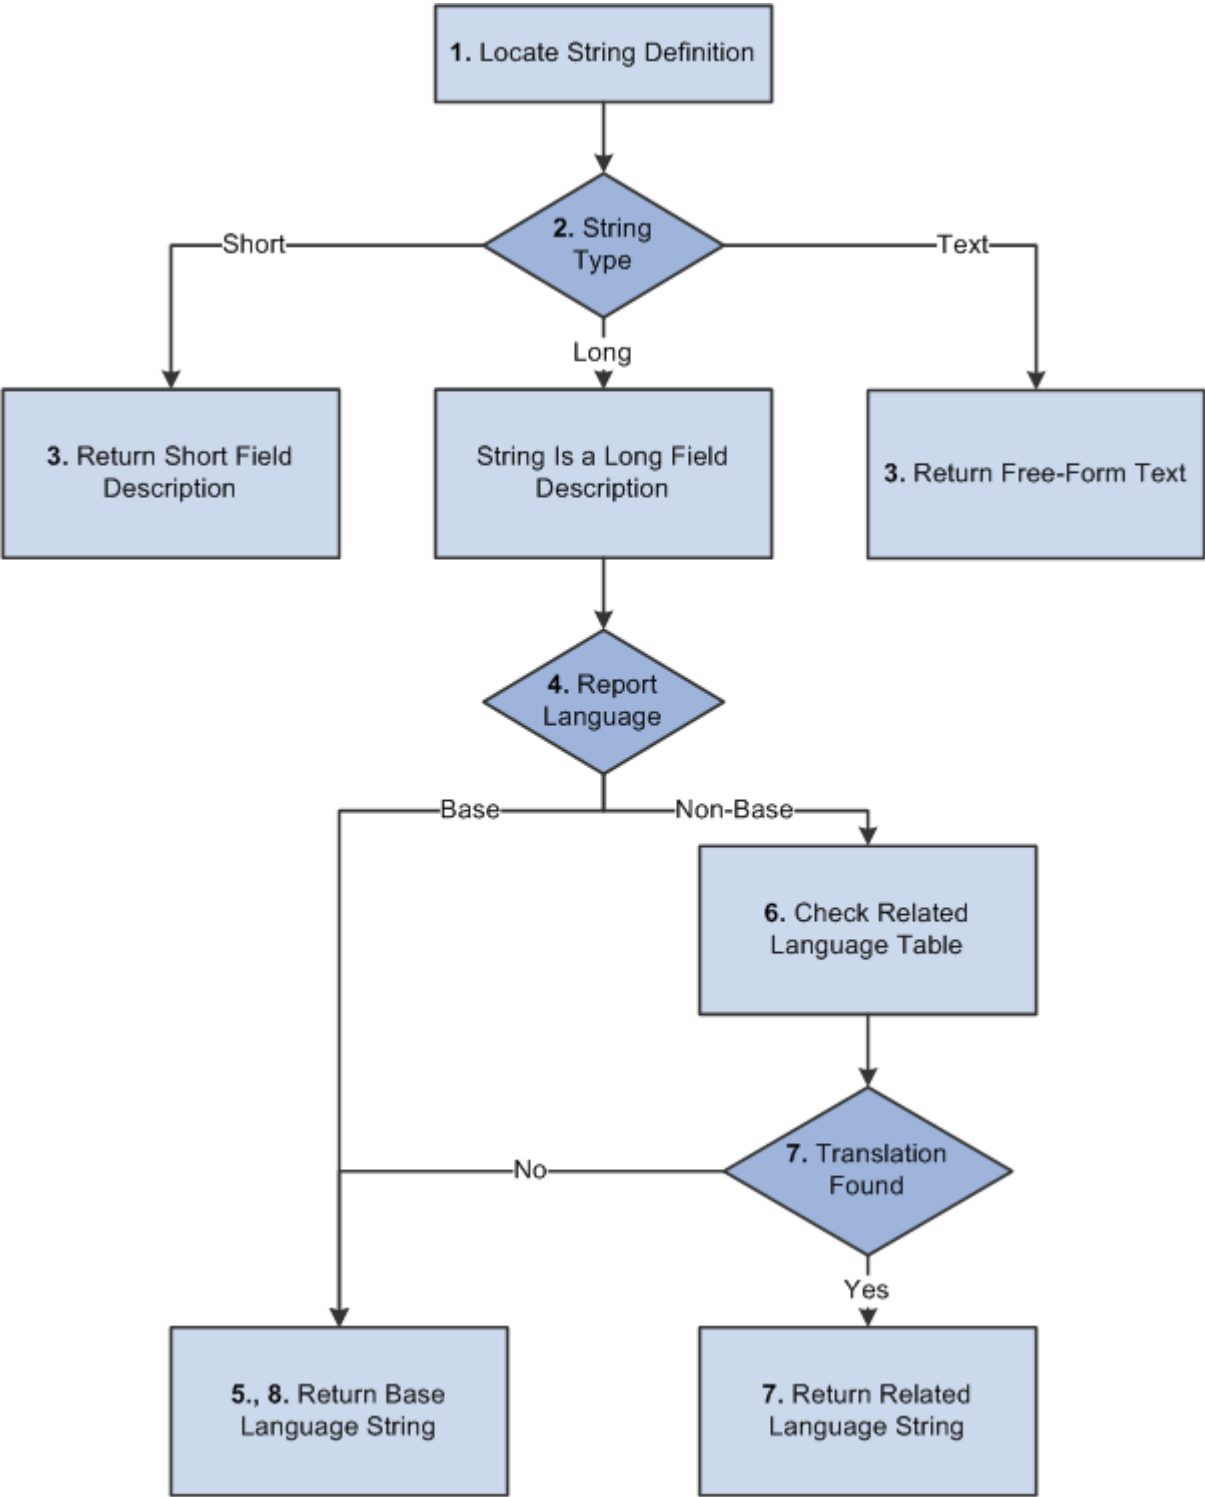 1. Locate String Definition
2. String
Type
Short
Text
Long
3. Return Short Field
Description
String Is a Long Field
Description
3. Return Free-Form Text
4. Report
Language
Base
Non-Base
6. Check Related
Language Table
7. Translation
Found
No
Yes
5., 8. Return Base
Language String
7. Return Related
Language String